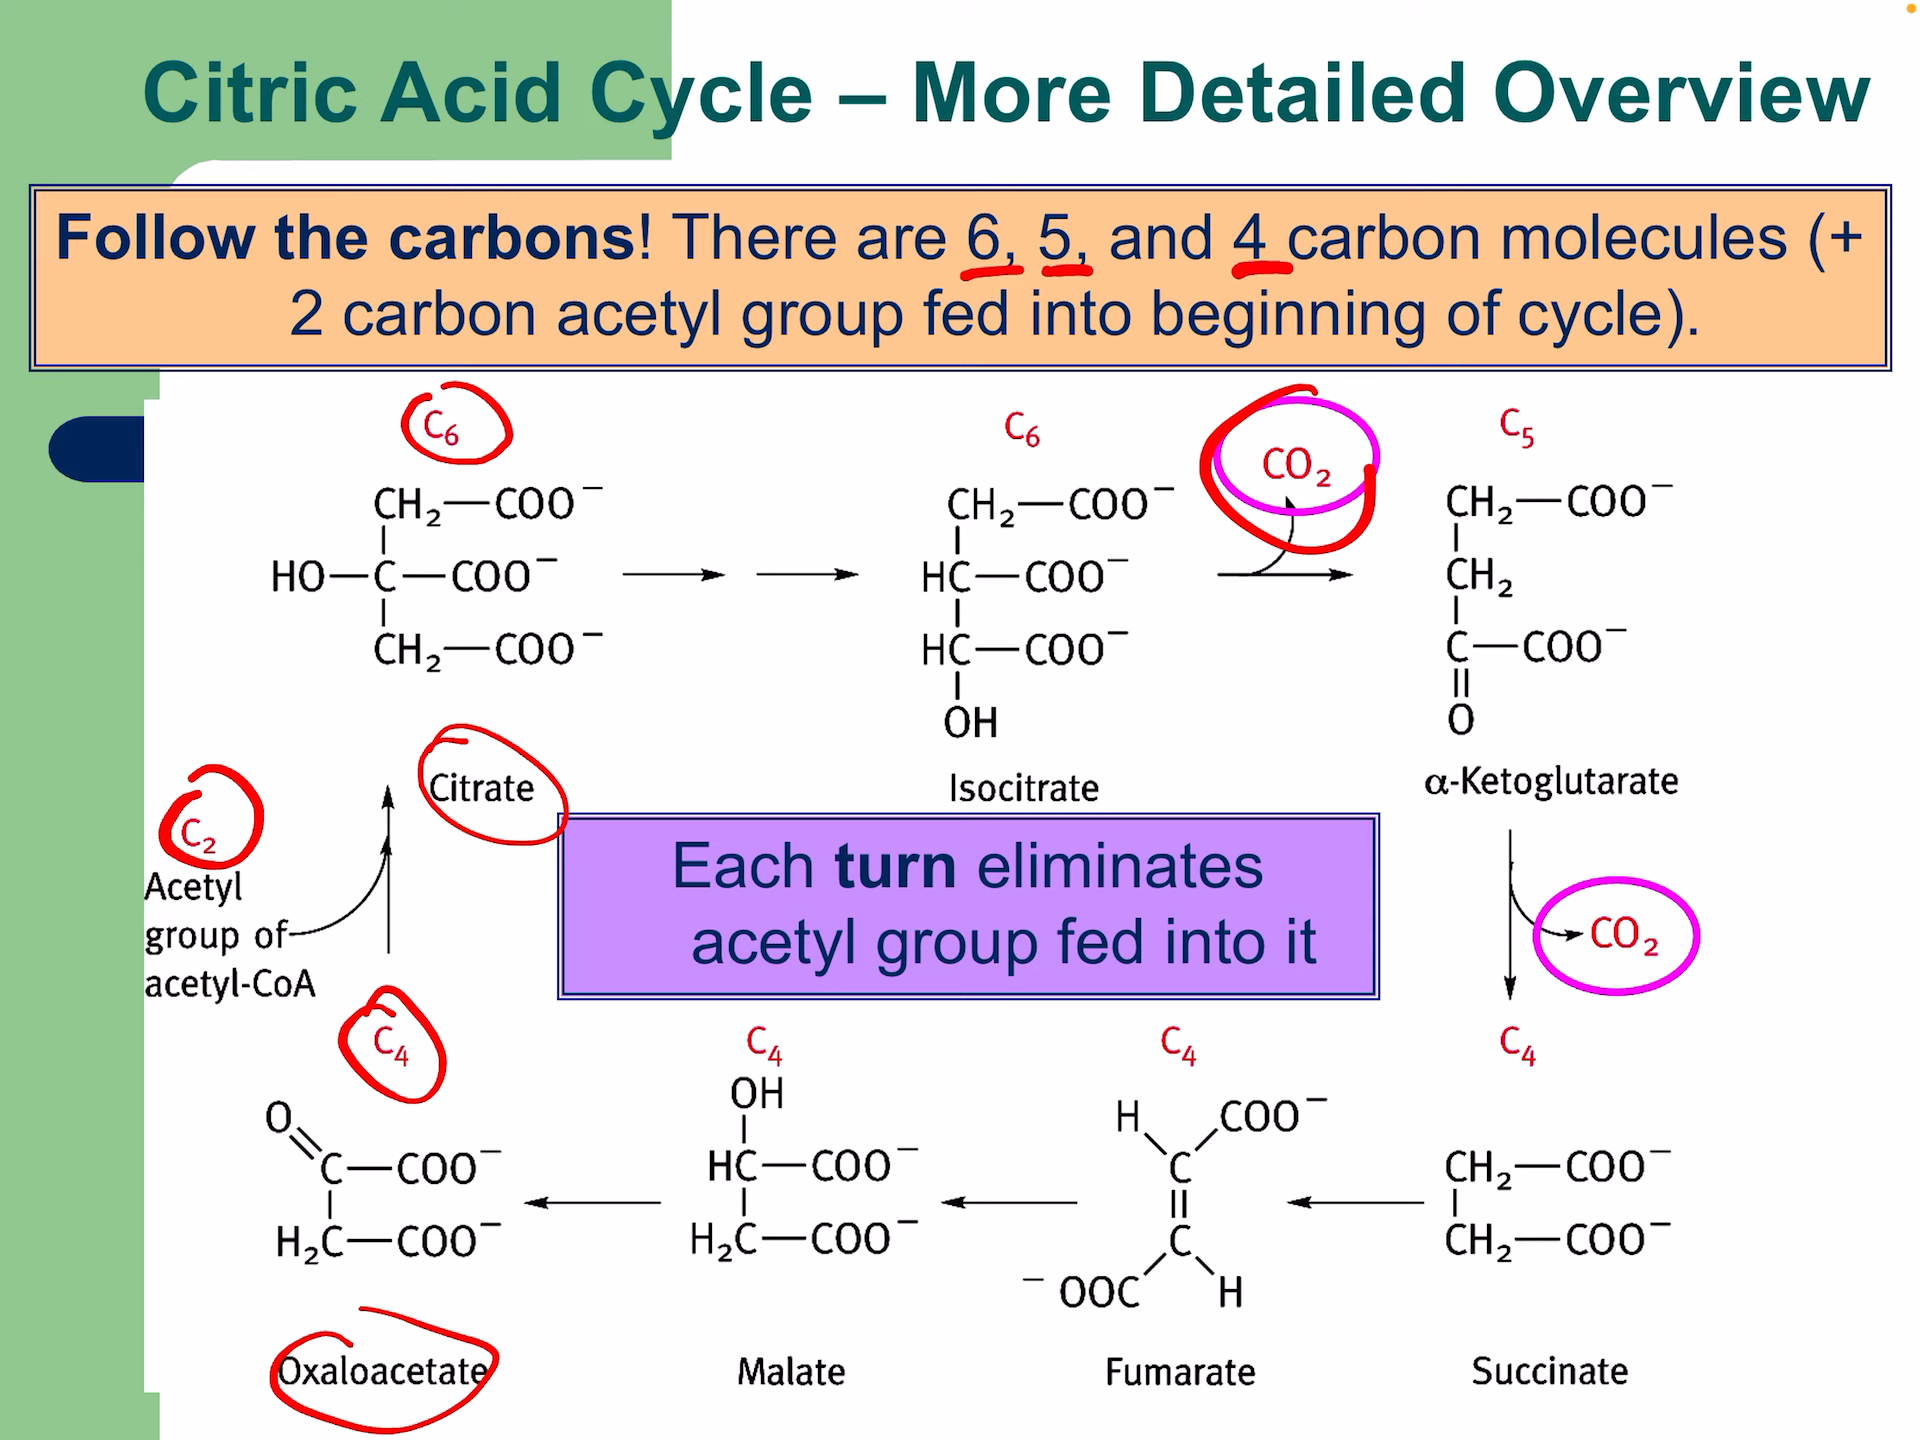 Citric Acid Cycle – More Detailed Overview
Follow the carbons! There are 6, 5, and 4 carbon molecules (+
2 carbon acetyl group fed into beginning of cycle).
C₆
C₆
CO₂
C₅
CH₂—COO⁻
HO—C—COO⁻
CH₂—COO⁻
Citrate
CH₂—COO⁻
HC—COO⁻
HC—COO⁻
OH
Isocitrate
CH₂—COO⁻
CH₂
C—COO⁻
O
α-Ketoglutarate
C₂
Acetyl
group of
acetyl-CoA
Each turn eliminates
acetyl group fed into it
CO₂
C₄
C₄
C₄
C₄
O
C—COO⁻
H₂C—COO⁻
Oxaloacetate
OH
HC—COO⁻
H₂C—COO⁻
Malate
H COO⁻
C
C
⁻OOC H
Fumarate
CH₂—COO⁻
CH₂—COO⁻
Succinate